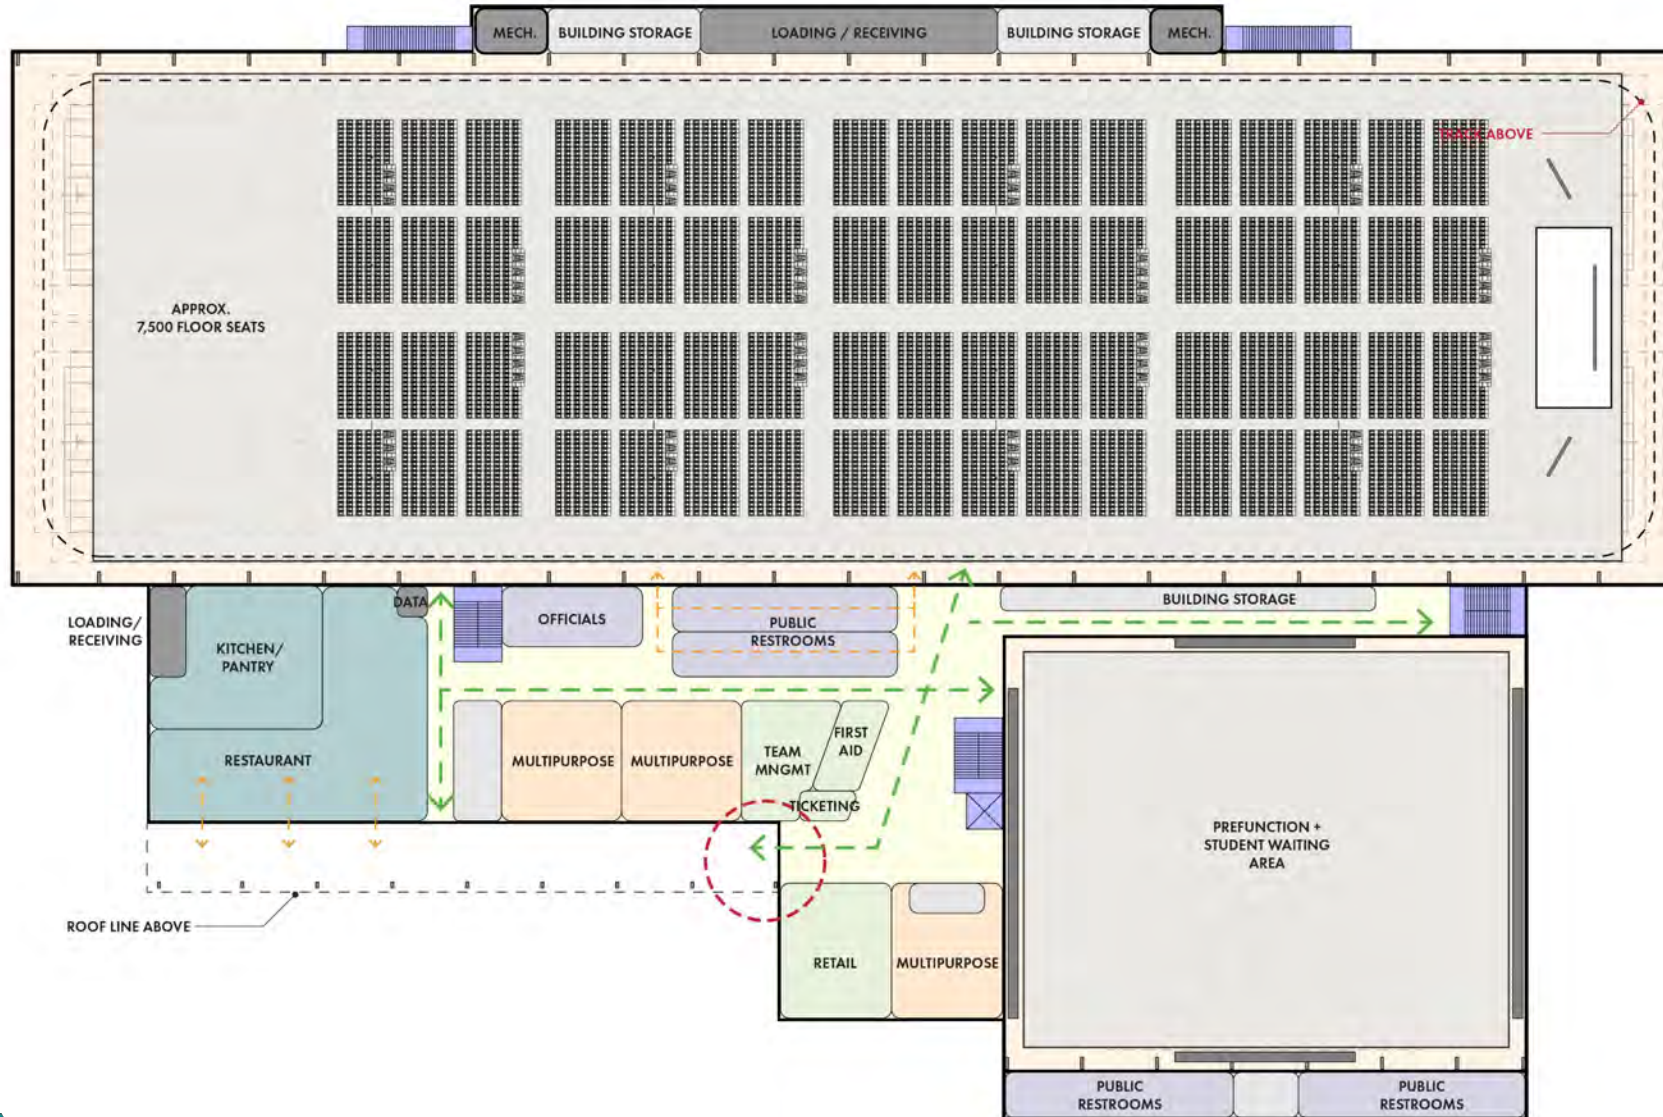 MECH.
BUILDING STORAGE
LOADING / RECEIVING
BUILDING STORAGE
MECH.
TRACK ABOVE
APPROX.
7,500 FLOOR SEATS
LOADING/
RECEIVING
DATA
KITCHEN/
PANTRY
OFFICIALS
PUBLIC
RESTROOMS
BUILDING STORAGE
RESTAURANT
MULTIPURPOSE
MULTIPURPOSE
TEAM
MNGMT
FIRST
AID
TICKETING
PREFUNCTION +
STUDENT WAITING
AREA
ROOF LINE ABOVE
RETAIL
MULTIPURPOSE
PUBLIC
RESTROOMS
PUBLIC
RESTROOMS